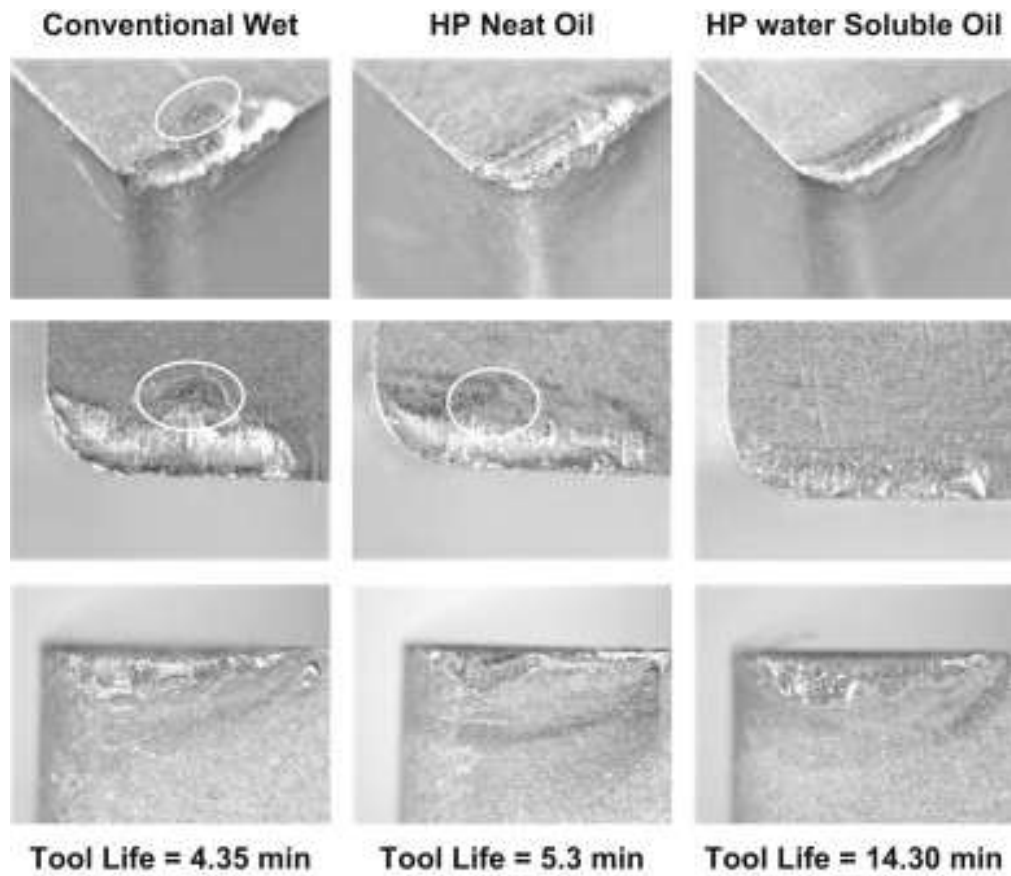 Conventional Wet
HP Neat Oil
HP water Soluble Oil
Tool Life = 4.35 min
Tool Life = 5.3 min
Tool Life = 14.30 min